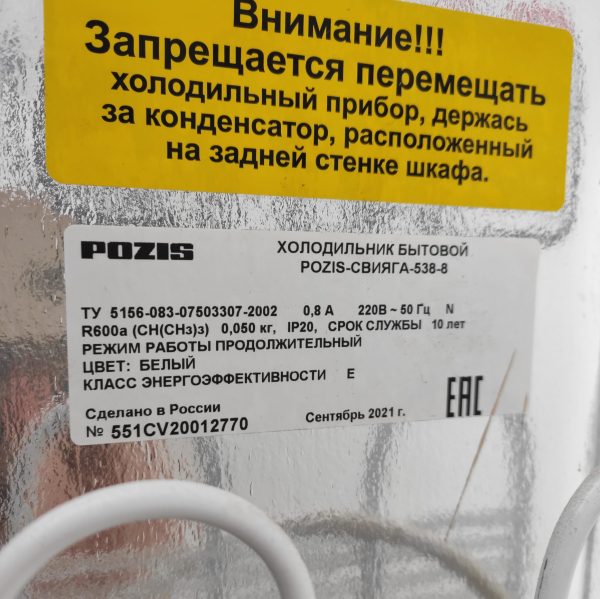 Внимание!!!
Запрещается перемещать
холодильный прибор, держась
за конденсатор, расположенный
на задней стенке шкафа.
POZIS
ХОЛОДИЛЬНИК БЫТОВОЙ
POZIS-СВИЯГА-538-8
ТУ 5156-083-07503307-2002 0,8 А 220В ~ 50 Гц N
R600a (CH(CH₃)₃) 0,050 кг, IP20, СРОК СЛУЖБЫ 10 лет
РЕЖИМ РАБОТЫ ПРОДОЛЖИТЕЛЬНЫЙ
ЦВЕТ: БЕЛЫЙ
КЛАСС ЭНЕРГОЭФФЕКТИВНОСТИ E
Сделано в России
Сентябрь 2021 г.
EAC
№ 551CV20012770